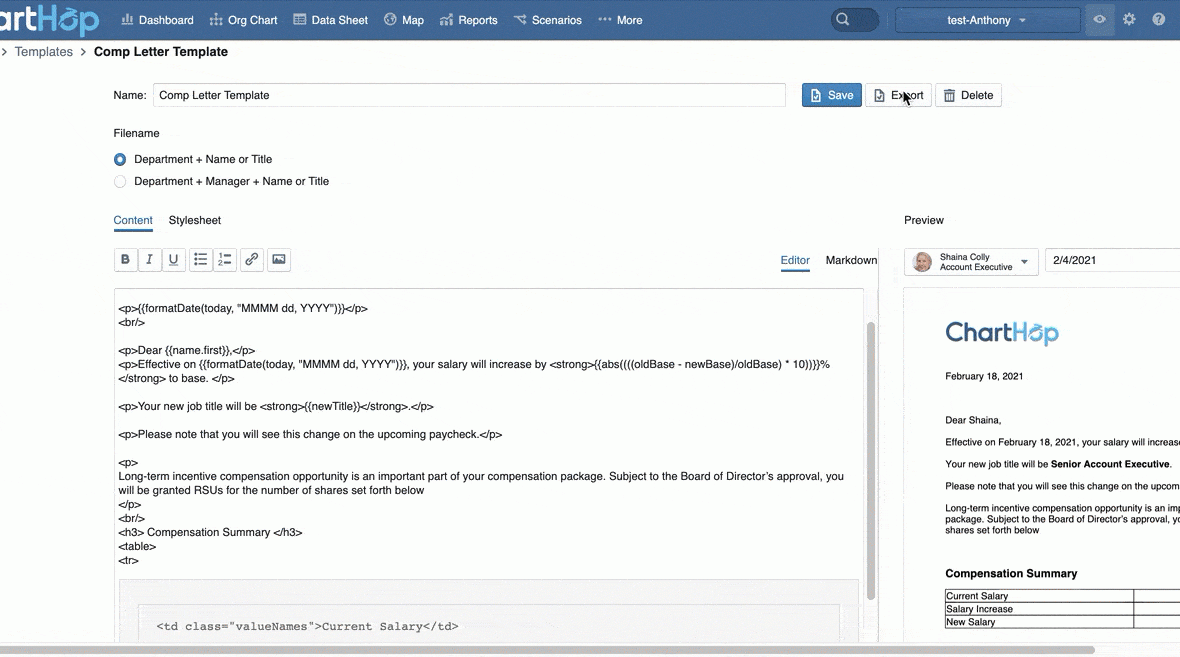 artHop Dashboard Org Chart Data Sheet Map Reports Scenarios More test-Anthony ?
> Templates > Comp Letter Template
Name: Comp Letter Template Save Export Delete
Filename
Department + Name or Title
Department + Manager + Name or Title
Content Stylesheet Preview
B I U Editor Markdown
Shaina Colly
Account Executive
2/4/2021
<p>{{formatDate(today, "MMMM dd, YYYY")}}</p>
<br/>
<p>Dear {{name.first}},</p>
<p>Effective on {{formatDate(today, "MMMM dd, YYYY")}}, your salary will increase by <strong>{{abs((((oldBase - newBase)/oldBase) * 10))}}%
</strong> to base. </p>
<p>Your new job title will be <strong>{{newTitle}}</strong>.</p>
<p>Please note that you will see this change on the upcoming paycheck.</p>
<p>
Long-term incentive compensation opportunity is an important part of your compensation package. Subject to the Board of Director's approval, you
will be granted RSUs for the number of shares set forth below
</p>
<br/>
<h3> Compensation Summary </h3>
<table>
<tr>
<td class="valueNames">Current Salary</td>
ChartHop
February 18, 2021
Dear Shaina,
Effective on February 18, 2021, your salary will increase
Your new job title will be Senior Account Executive.
Please note that you will see this change on the upcom
Long-term incentive compensation opportunity is an imp
package. Subject to the Board of Director's approval, yo
shares set forth below
Compensation Summary
Current Salary
Salary Increase
New Salary